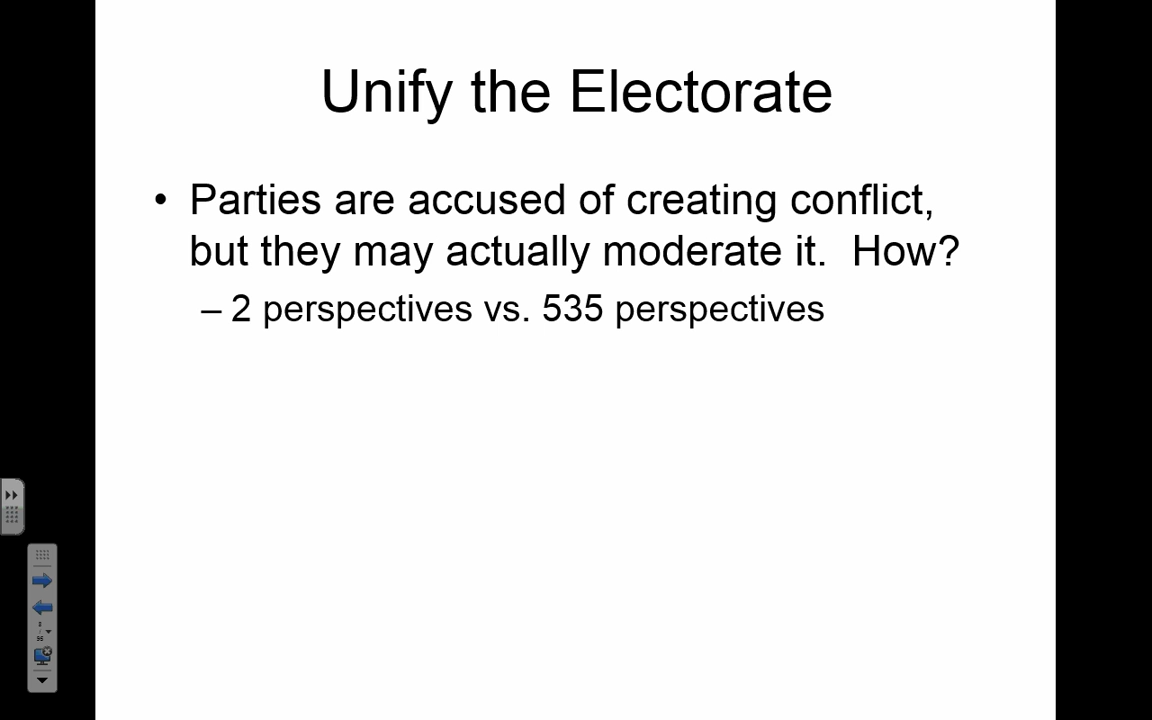 Unify the Electorate
• Parties are accused of creating conflict,
but they may actually moderate it.  How?
– 2 perspectives vs. 535 perspectives